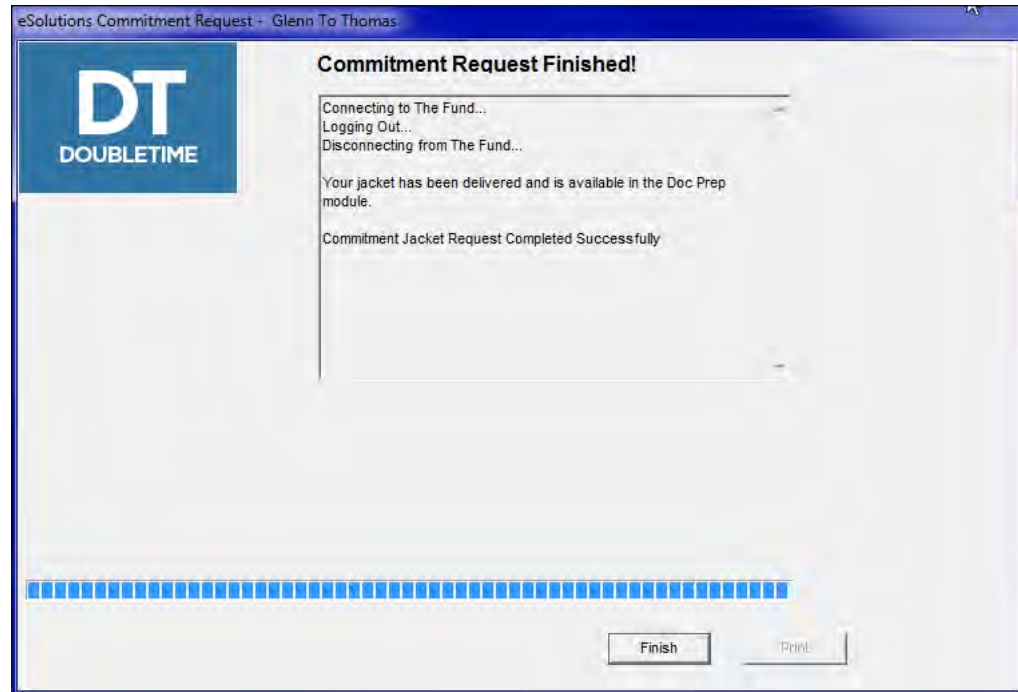 eSolutions Commitment Request - Glenn To Thomas
DT
DOUBLETIME
Commitment Request Finished!
Connecting to The Fund...
Logging Out...
Disconnecting from The Fund...
Your jacket has been delivered and is available in the Doc Prep
module.
Commitment Jacket Request Completed Successfully
Finish
Print